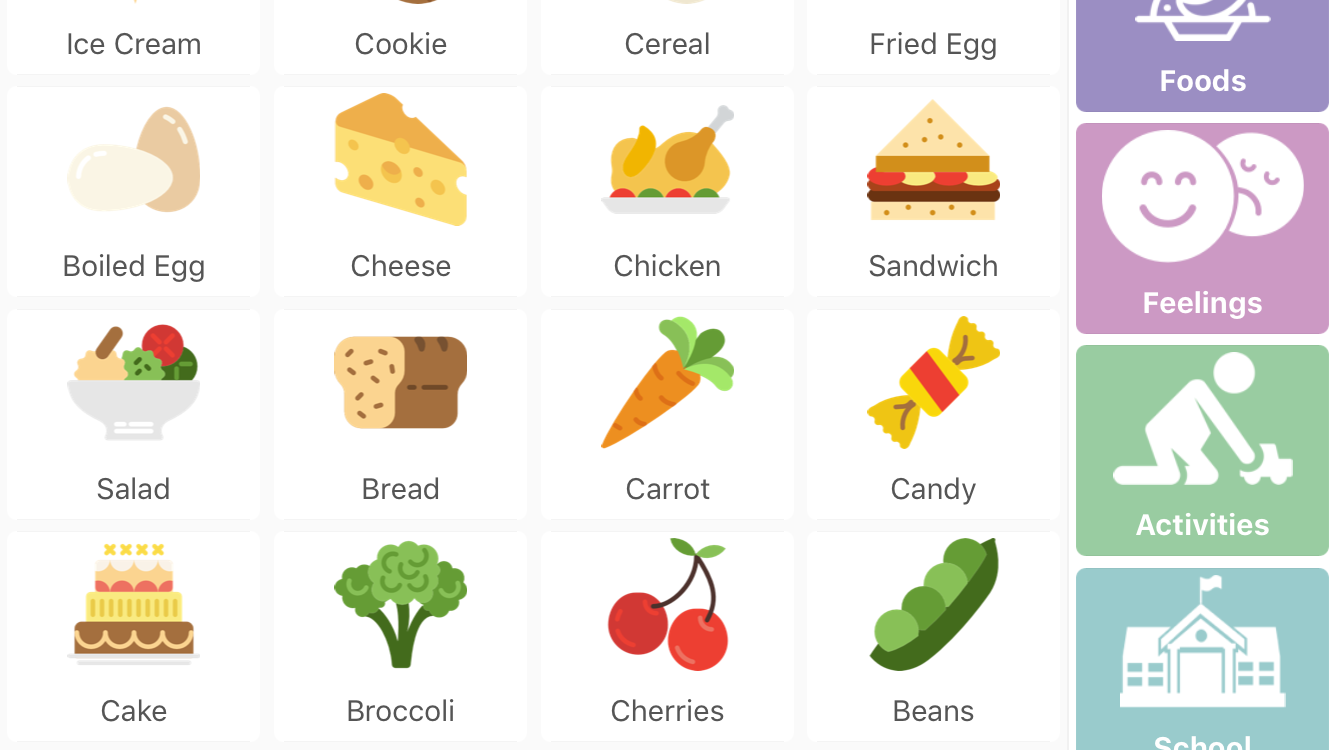 Ice Cream
Cookie
Cereal
Fried Egg
Boiled Egg
Cheese
Chicken
Sandwich
Salad
Bread
Carrot
Candy
Cake
Broccoli
Cherries
Beans
Foods
Feelings
Activities
School